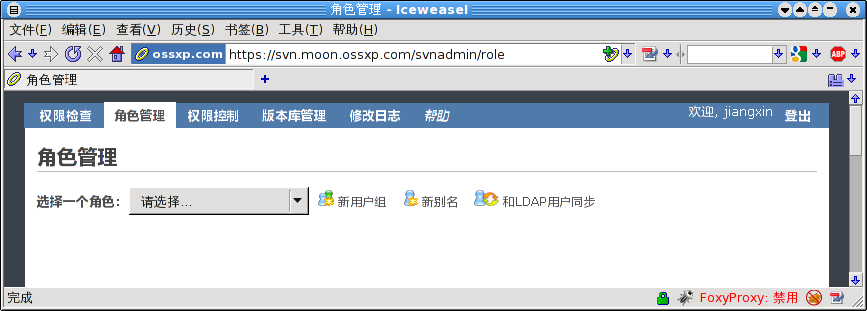 角色管理 - Iceweasel
文件(F) 编辑(E) 查看(V) 历史(S) 书签(B) 工具(T) 帮助(H)
ossxp.com https://svn.moon.ossxp.com/svnadmin/role ABP
角色管理 +
权限检查 角色管理 权限控制 版本库管理 修改日志 帮助 欢迎, jiangxin 登出
角色管理
选择一个角色: 请选择... 新用户组 新别名 和LDAP用户同步
完成 FoxyProxy: 禁用